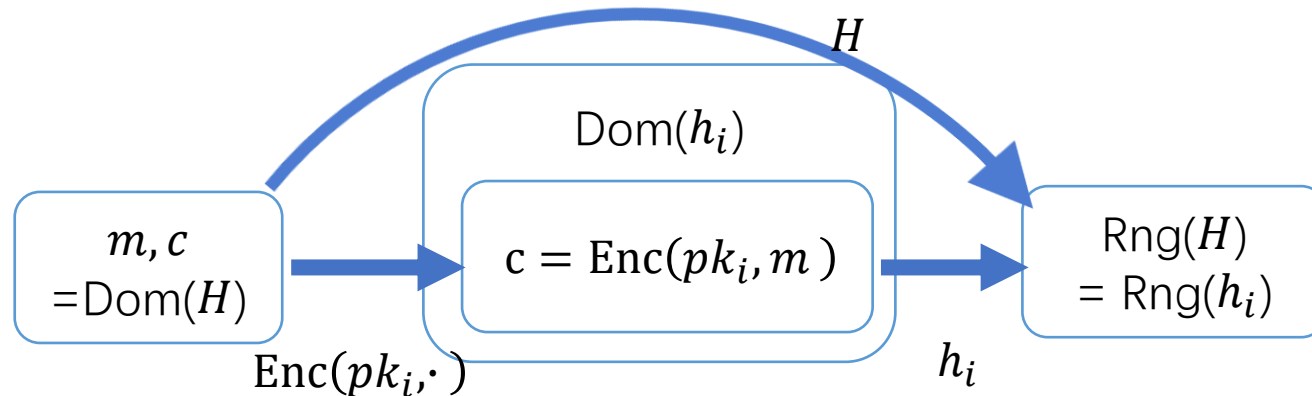 H
Dom(h_i)
m, c
=Dom(H)
c = Enc(pk_i, m )
Rng(H)
= Rng(h_i)
Enc(pk_i,· )
h_i